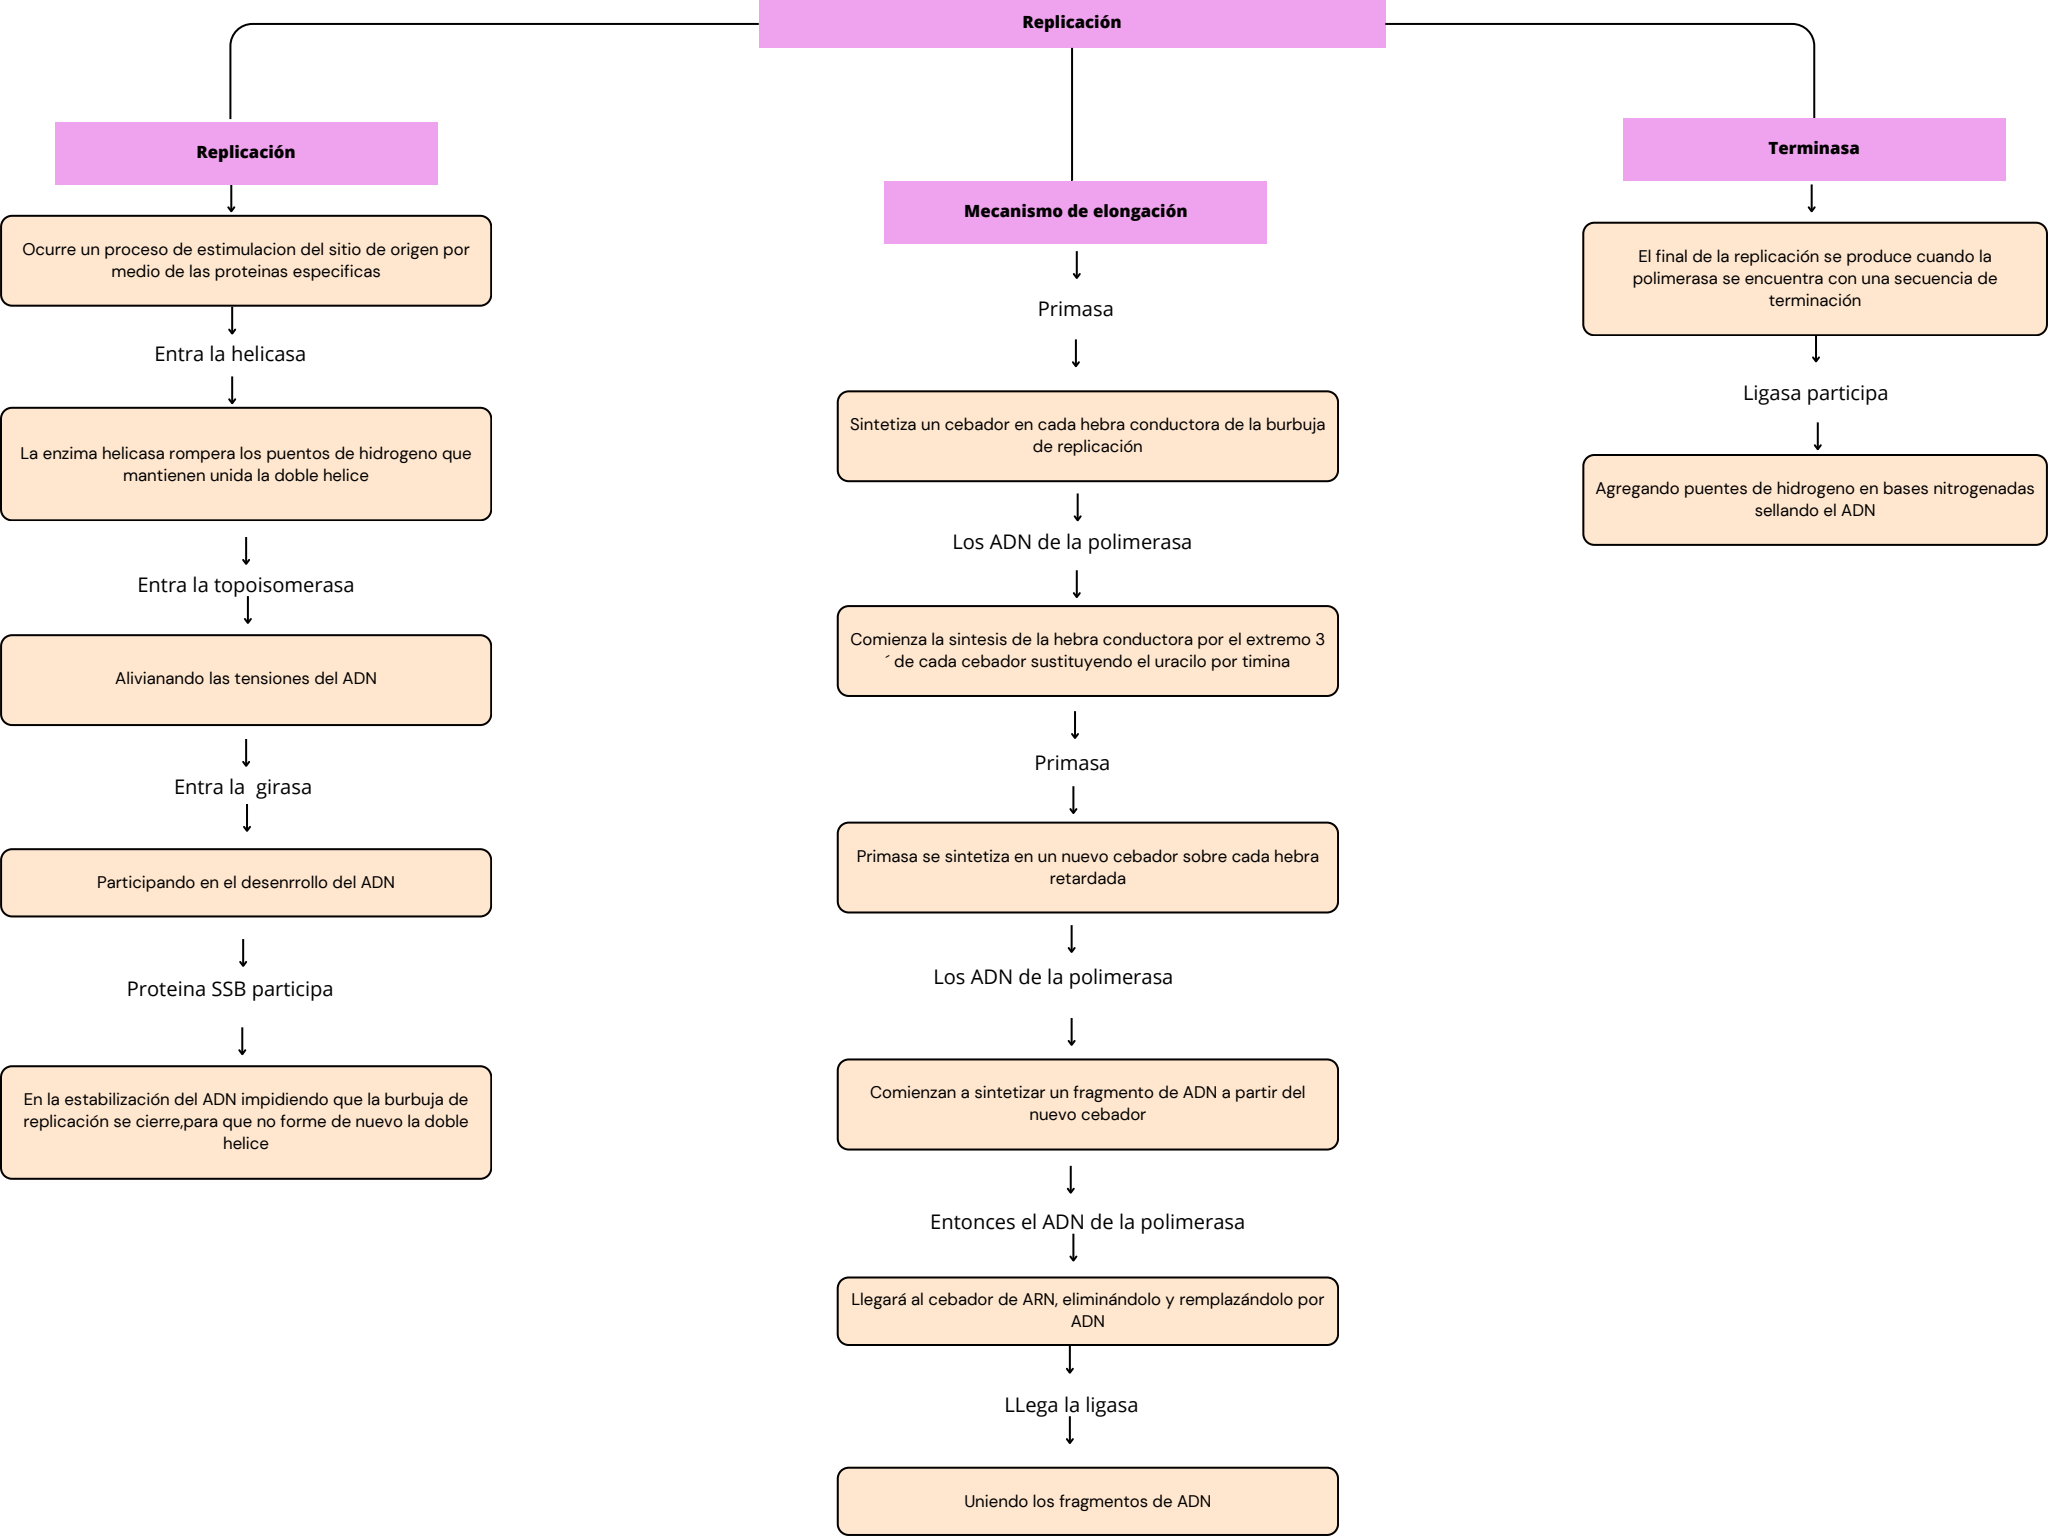 Replicación
Replicación
Ocurre un proceso de estimulacion del sitio de origen por
medio de las proteinas especificas
Entra la helicasa
La enzima helicasa rompera los puentos de hidrogeno que
mantienen unida la doble helice
Entra la topoisomerasa
Alivianando las tensiones del ADN
Entra la  girasa
Participando en el desenrrollo del ADN
Proteina SSB participa
En la estabilización del ADN impidiendo que la burbuja de
replicación se cierre,para que no forme de nuevo la doble
helice
Mecanismo de elongación
Primasa
Sintetiza un cebador en cada hebra conductora de la burbuja
de replicación
Los ADN de la polimerasa
Comienza la sintesis de la hebra conductora por el extremo 3
´ de cada cebador sustituyendo el uracilo por timina
Primasa
Primasa se sintetiza en un nuevo cebador sobre cada hebra
retardada
Los ADN de la polimerasa
Comienzan a sintetizar un fragmento de ADN a partir del
nuevo cebador
Entonces el ADN de la polimerasa
Llegará al cebador de ARN, eliminándolo y remplazándolo por
ADN
LLega la ligasa
Uniendo los fragmentos de ADN
Terminasa
El final de la replicación se produce cuando la
polimerasa se encuentra con una secuencia de
terminación
Ligasa participa
Agregando puentes de hidrogeno en bases nitrogenadas
sellando el ADN